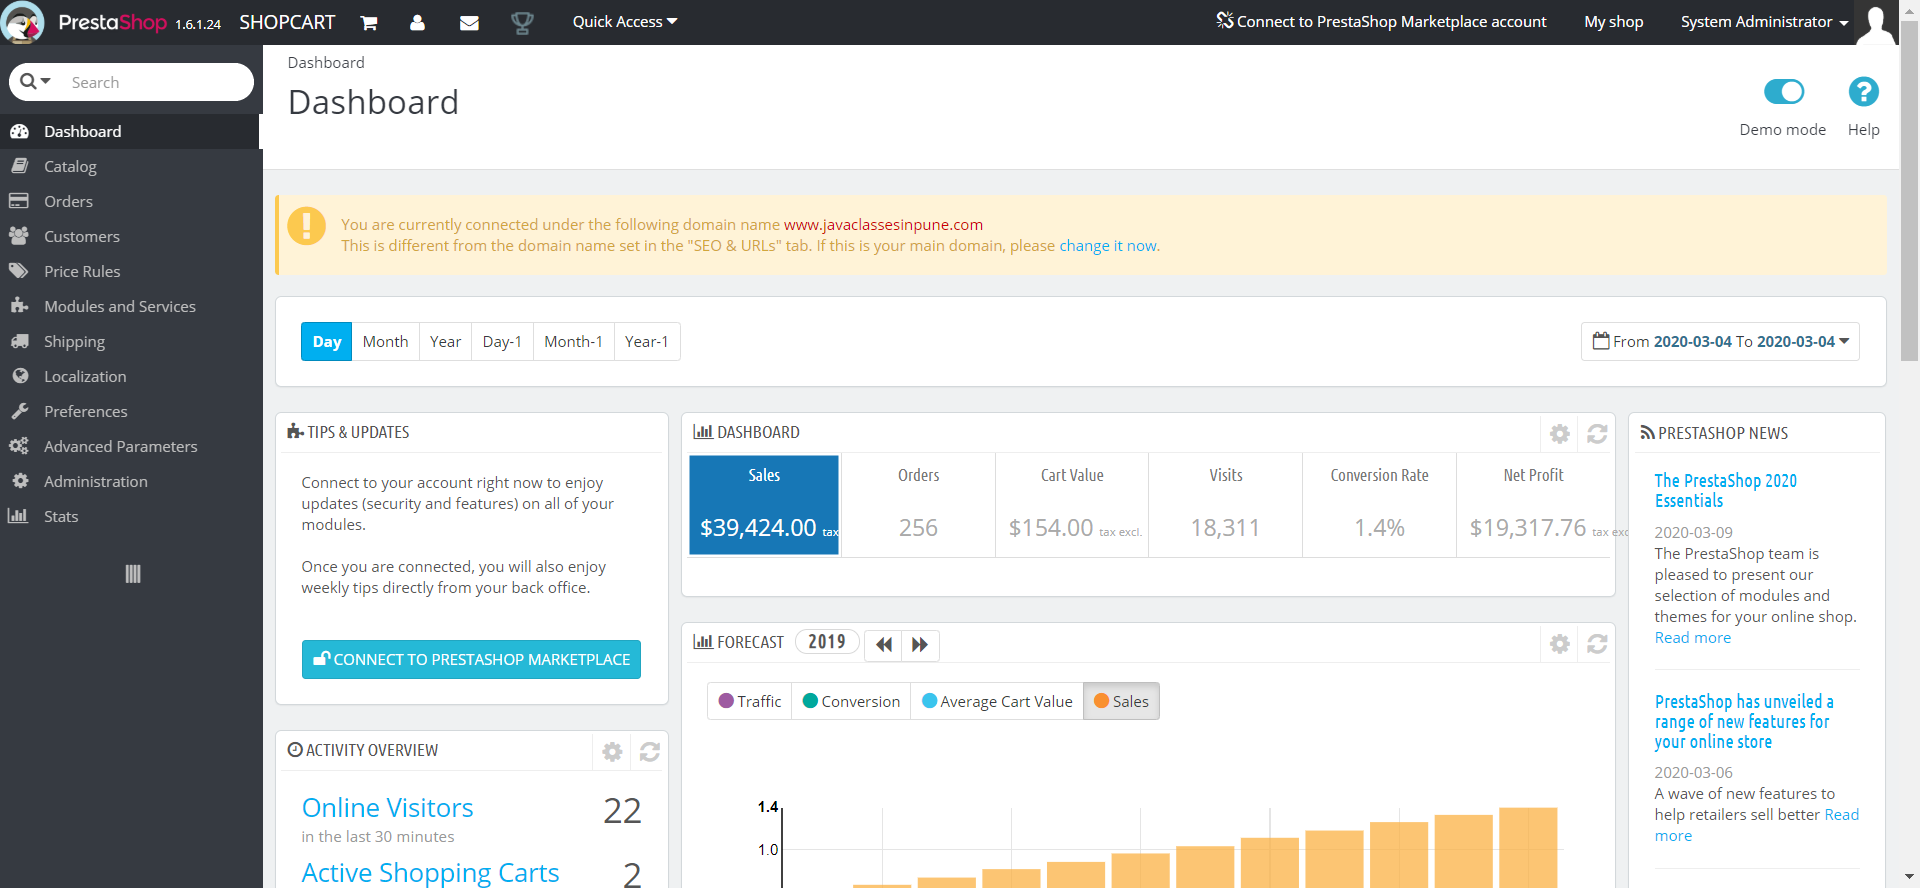 PrestaShop 1.6.1.24 SHOPCART Quick Access Connect to PrestaShop Marketplace account My shop System Administrator
Search
Dashboard
Catalog
Orders
Customers
Price Rules
Modules and Services
Shipping
Localization
Preferences
Advanced Parameters
Administration
Stats
Dashboard
Dashboard
Demo mode
Help
You are currently connected under the following domain name www.javaclassesinpune.com
This is different from the domain name set in the "SEO & URLs" tab. If this is your main domain, please change it now.
Day Month Year Day-1 Month-1 Year-1
From 2020-03-04 To 2020-03-04
TIPS & UPDATES
Connect to your account right now to enjoy
updates (security and features) on all of your
modules.
Once you are connected, you will also enjoy
weekly tips directly from your back office.
CONNECT TO PRESTASHOP MARKETPLACE
ACTIVITY OVERVIEW
Online Visitors 22
in the last 30 minutes
Active Shopping Carts 2
DASHBOARD
Sales Orders Cart Value Visits Conversion Rate Net Profit
$39,424.00 tax 256 $154.00 tax excl. 18,311 1.4% $19,317.76 tax exc
FORECAST 2019
Traffic Conversion Average Cart Value Sales
1.4
1.0
PRESTASHOP NEWS
The PrestaShop 2020
Essentials
2020-03-09
The PrestaShop team is
pleased to present our
selection of modules and
themes for your online shop.
Read more
PrestaShop has unveiled a
range of new features for
your online store
2020-03-06
A wave of new features to
help retailers sell better Read
more